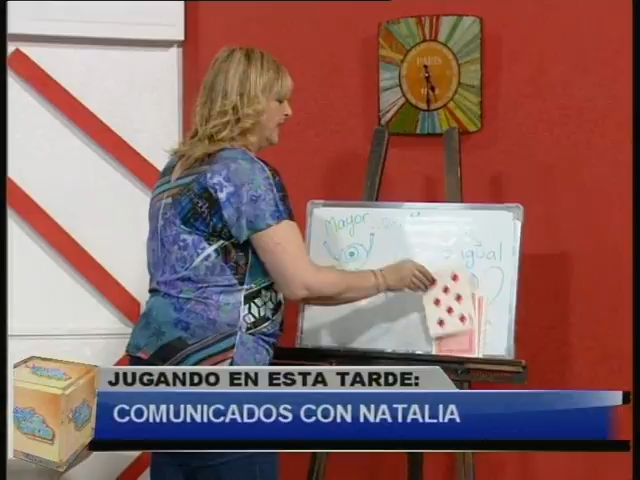 PARIS
Mayor
igual
JUGANDO EN ESTA TARDE:
COMUNICADOS CON NATALIA